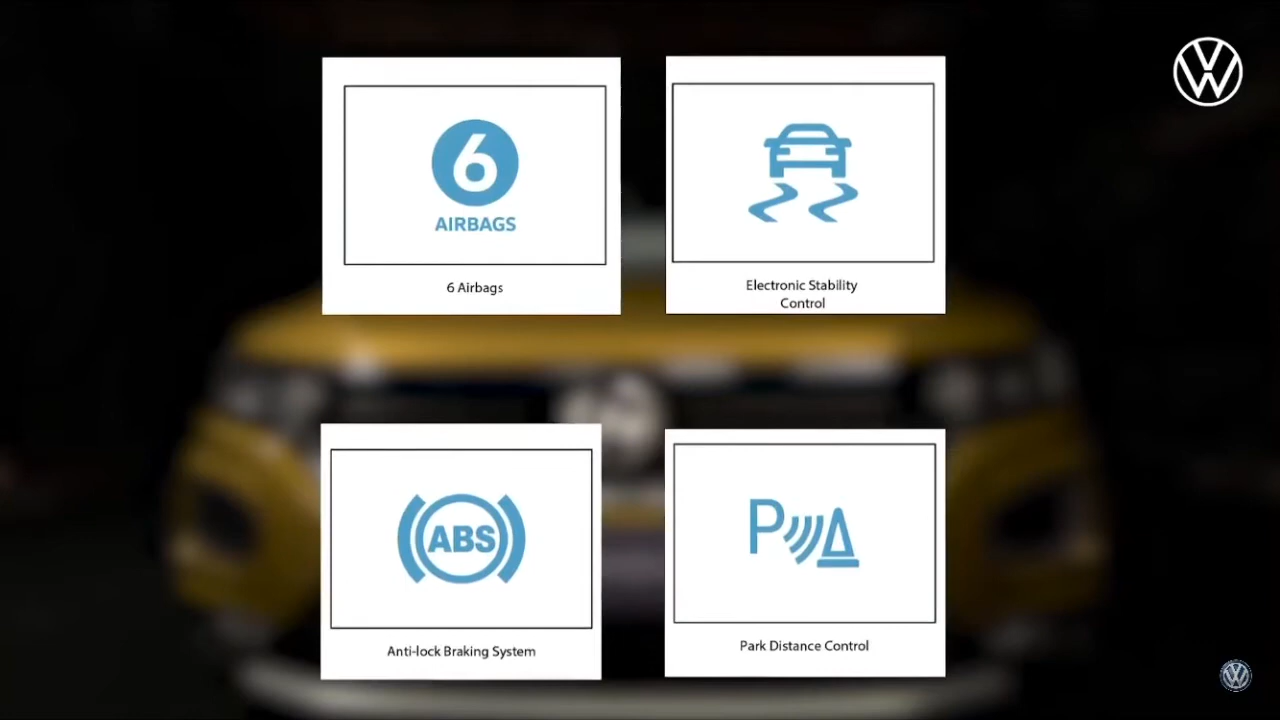 6
AIRBAGS
6 Airbags
Electronic Stability
Control
ABS
Anti-lock Braking System
P
Park Distance Control